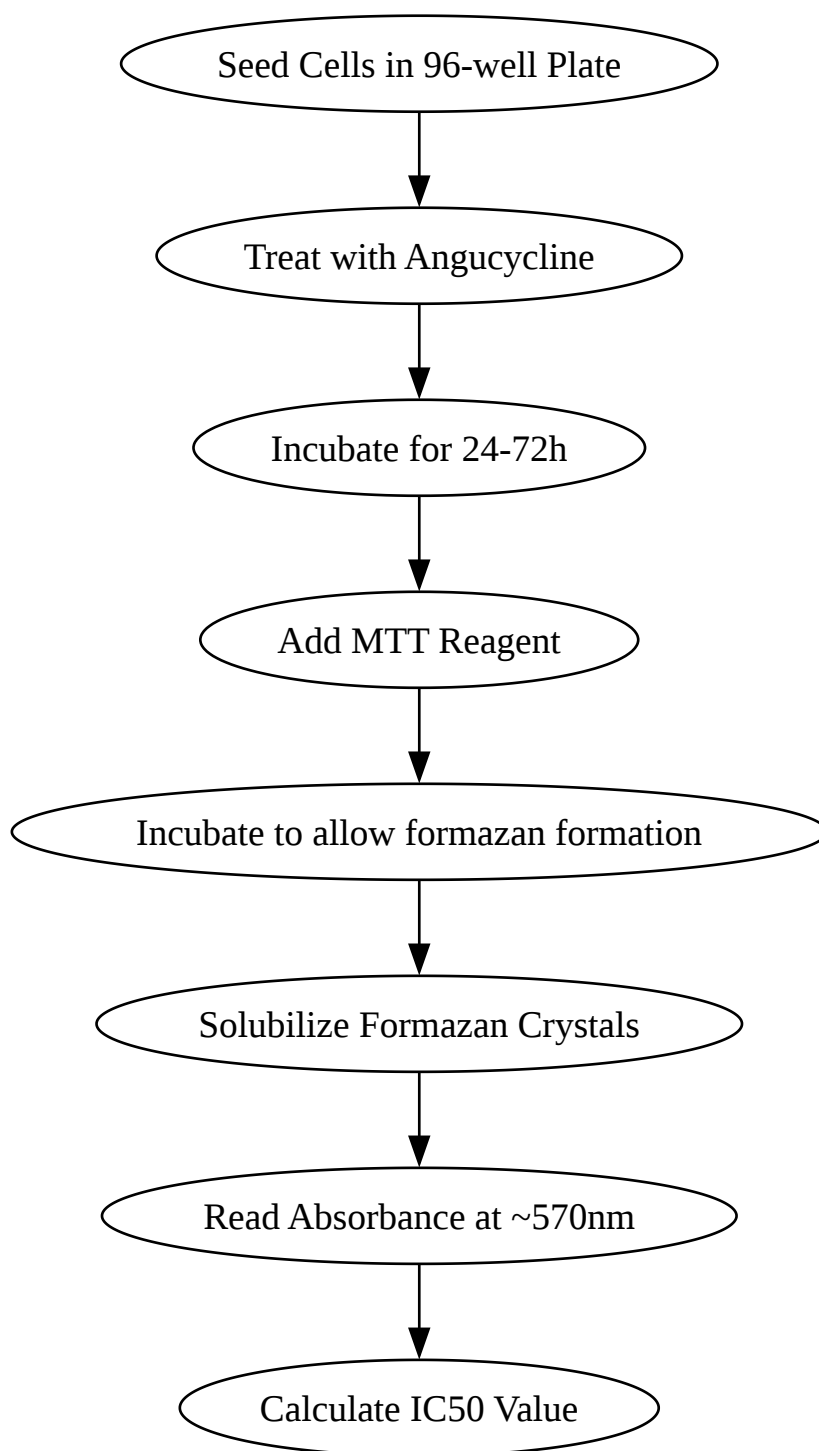 Seed Cells in 96-well Plate
Treat with Angucycline
Incubate for 24-72h
Add MTT Reagent
Incubate to allow formazan formation
Solubilize Formazan Crystals
Read Absorbance at ~570nm
Calculate IC50 Value